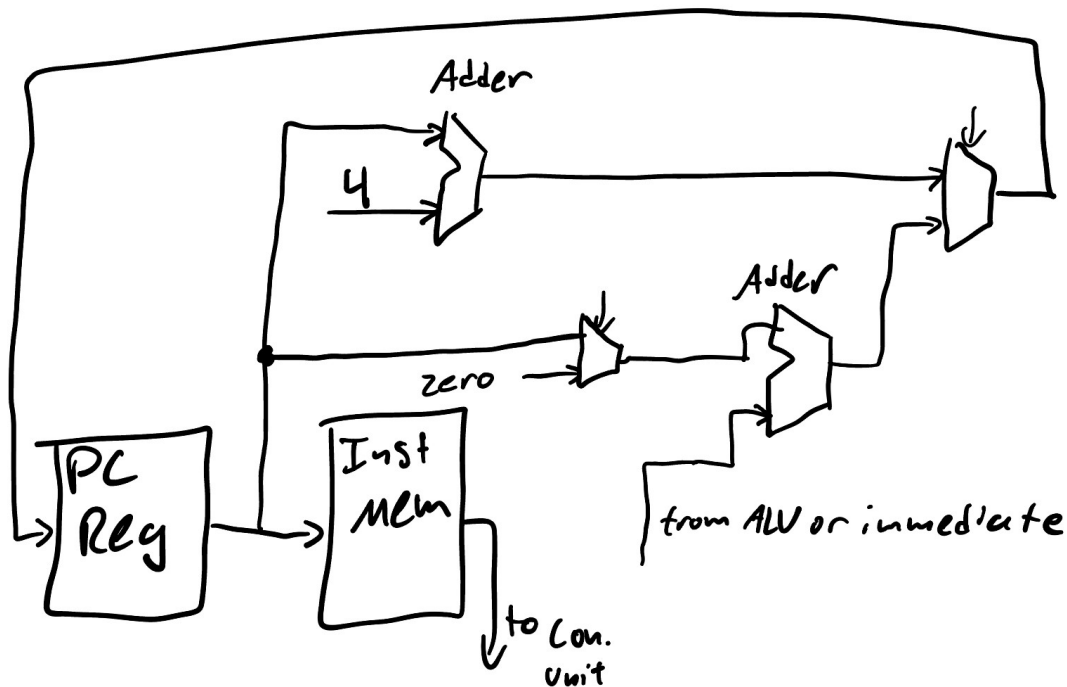 Adder
4
Adder
zero
PC
Reg
Inst
Mem
from ALU or immediate
to Con.
unit